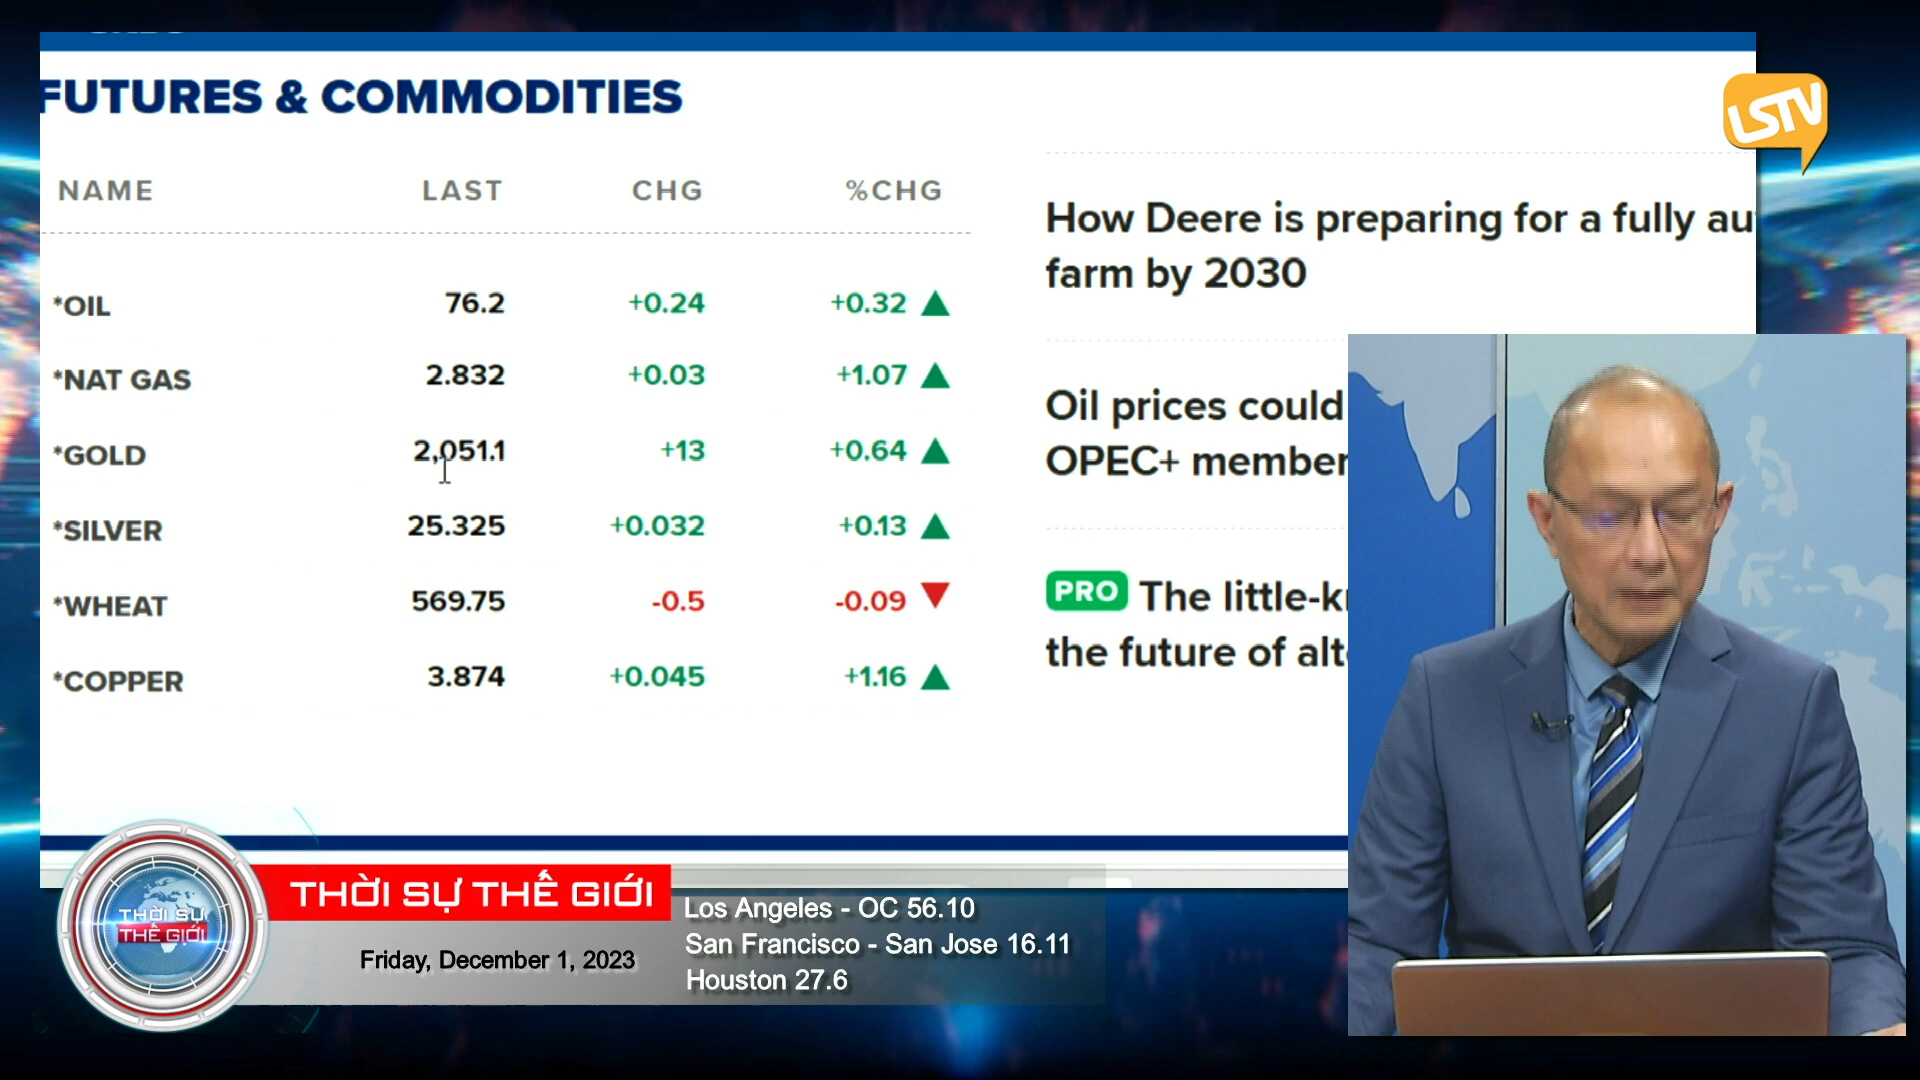 FUTURES & COMMODITIES
NAME LAST CHG %CHG
*OIL 76.2 +0.24 +0.32
*NAT GAS 2.832 +0.03 +1.07
*GOLD 2,051.1 +13 +0.64
*SILVER 25.325 +0.032 +0.13
*WHEAT 569.75 -0.5 -0.09
*COPPER 3.874 +0.045 +1.16
How Deere is preparing for a fully au
farm by 2030
Oil prices could
OPEC+ member
PRO The little-k
the future of alt
LSTV
THỜI SỰ
THẾ GIỚI
THỜI SỰ THẾ GIỚI
Friday, December 1, 2023
Los Angeles - OC 56.10
San Francisco - San Jose 16.11
Houston 27.6